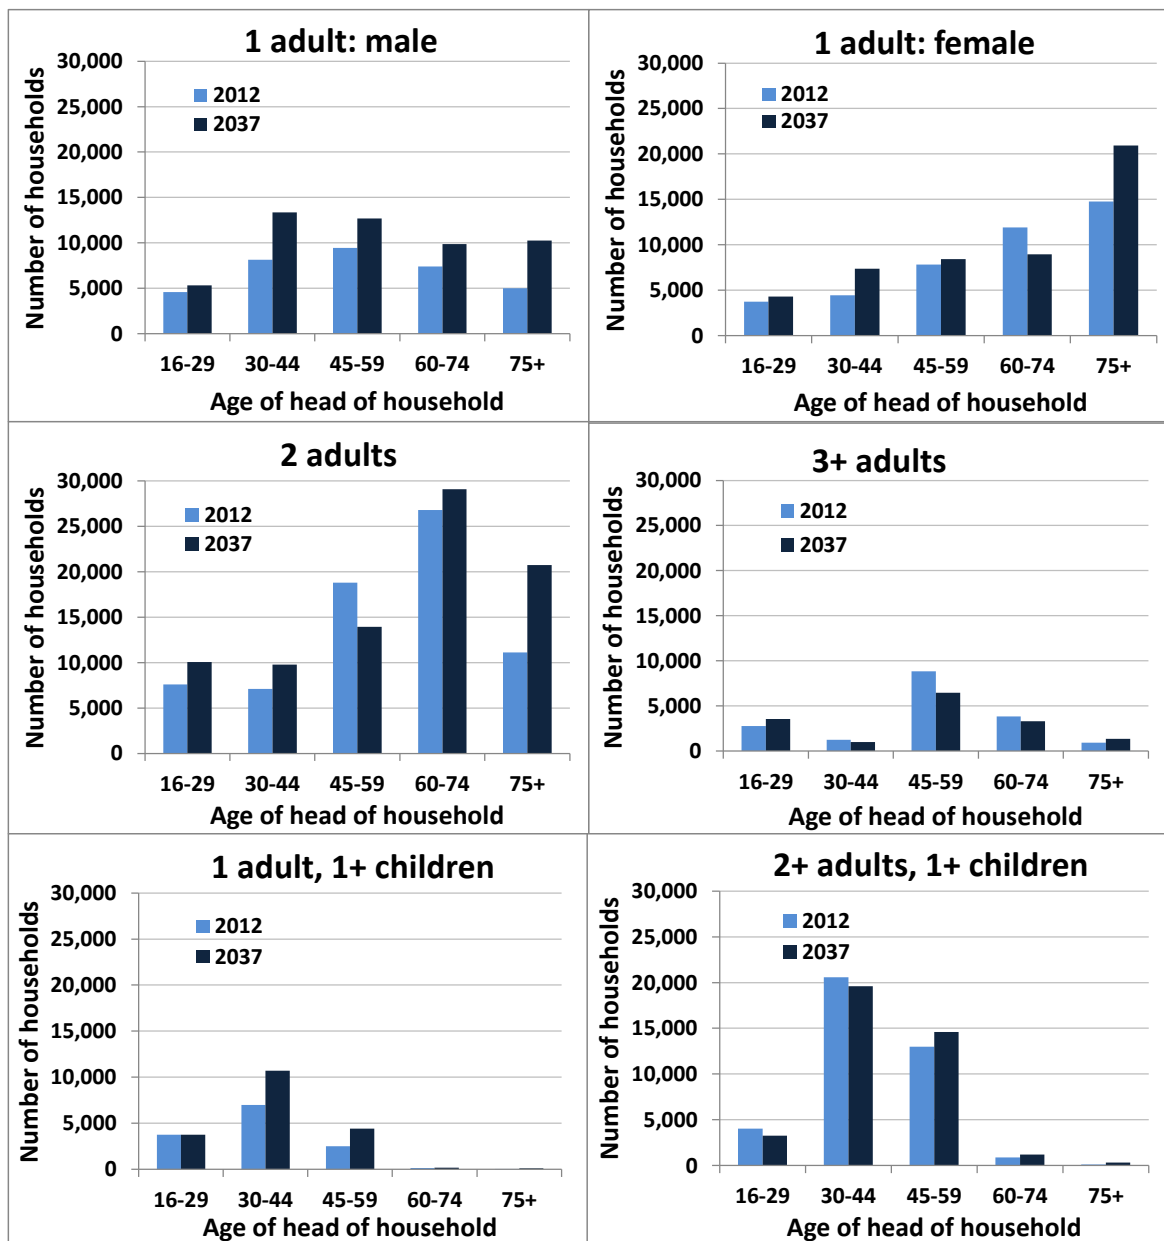 1 adult: male
30,000
25,000
20,000
15,000
10,000
5,000
0
Number of households
2012
2037
16-29 30-44 45-59 60-74 75+
Age of head of household
1 adult: female
30,000
25,000
20,000
15,000
10,000
5,000
0
Number of households
2012
2037
16-29 30-44 45-59 60-74 75+
Age of head of household
2 adults
30,000
25,000
20,000
15,000
10,000
5,000
0
Number of households
2012
2037
16-29 30-44 45-59 60-74 75+
Age of head of household
3+ adults
30,000
25,000
20,000
15,000
10,000
5,000
0
Number of households
2012
2037
16-29 30-44 45-59 60-74 75+
Age of head of household
1 adult, 1+ children
30,000
25,000
20,000
15,000
10,000
5,000
0
Number of households
2012
2037
16-29 30-44 45-59 60-74 75+
Age of head of household
2+ adults, 1+ children
30,000
25,000
20,000
15,000
10,000
5,000
0
Number of households
2012
2037
16-29 30-44 45-59 60-74 75+
Age of head of household